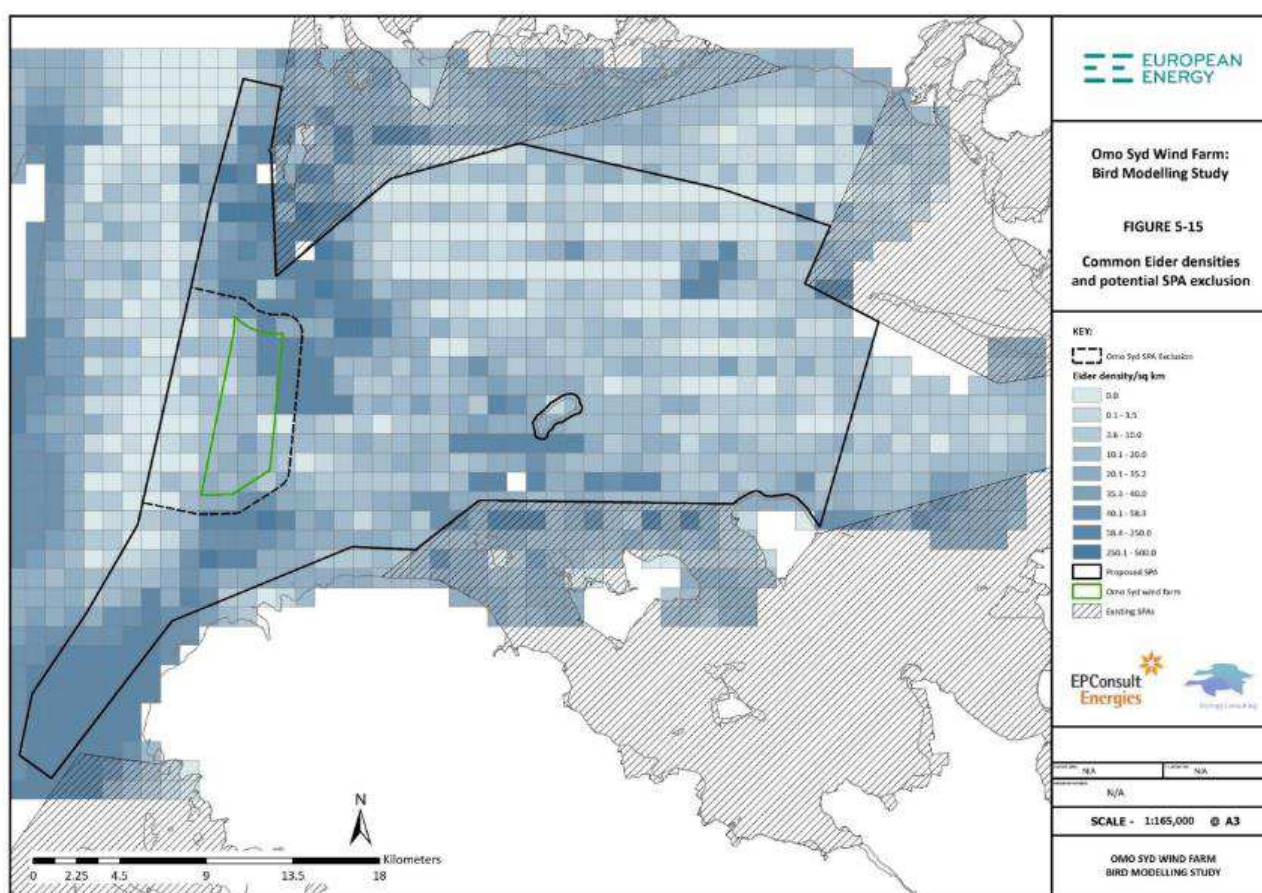 EUROPEAN
ENERGY
Omo Syd Wind Farm:
Bird Modelling Study
FIGURE 5-15
Common Eider densities
and potential SPA exclusion
KEY:
Omo Syd SPA Exclusion
Eider density/sq km
0.0
0.1 - 3.5
3.6 - 10.0
10.1 - 20.0
20.1 - 35.2
35.3 - 40.0
40.1 - 58.3
58.4 - 250.0
250.1 - 500.0
Proposed SPA
Omo Syd wind farm
Existing SPAs
EPConsult
Energies
N/A
N/A
N/A
SCALE - 1:165,000 @ A3
OMO SYD WIND FARM
BIRD MODELLING STUDY
N
Kilometers
0 2.25 4.5 9 13.5 18